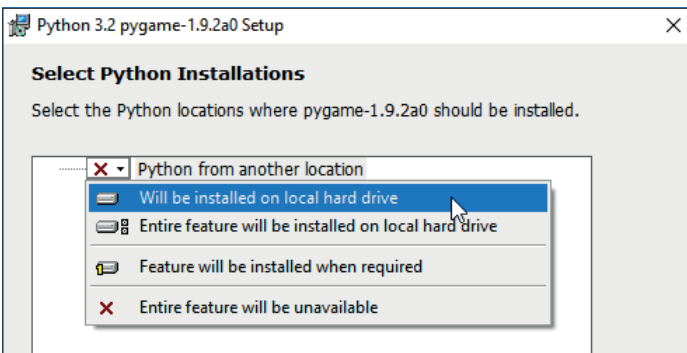 Python 3.2 pygame-1.9.2a0 Setup
Select Python Installations
Select the Python locations where pygame-1.9.2a0 should be installed.
Python from another location
Will be installed on local hard drive
Entire feature will be installed on local hard drive
Feature will be installed when required
Entire feature will be unavailable